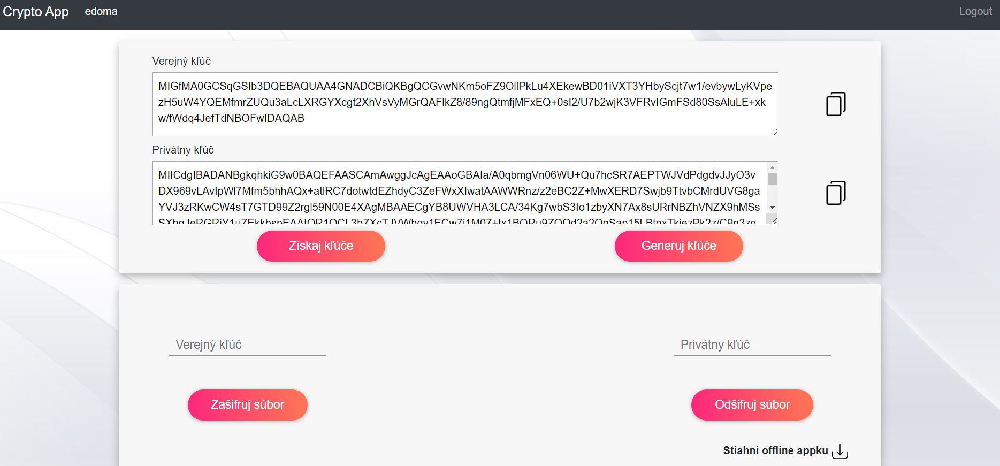 Crypto App edoma Logout
Verejný kľúč
MIGfMA0GCSqGSIb3DQEBAQUAA4GNADCBiQKBgQCGvwNKm5oFZ9OllPkLu4XEkewBD01iVXT3YHbyScjt7w1/evbywLyKVpe
zH5uW4YQEMfmrZUQu3aLcLXRGYXcgt2XhVsVyMGrQAFlkZ8/89ngQtmfjMFxEQ+0sI2/U7b2wjK3VFRvIGmFSd80SsAluLE+xk
w/fWdq4JefTdNBOFwIDAQAB
Privátny kľúč
MIICdgIBADANBgkqhkiG9w0BAQEFAASCAmAwggJcAgEAAoGBAIa/A0qbmgVn06WU+Qu7hcSR7AEPTWJVdPdgdvJJyO3v
DX969vLAvIpWl7Mfm5bhhAQx+atlRC7dotwtdEZhdyC3ZeFWxXIwatAAWWRnz/z2eBC2Z+MwXERD7Swjb9TtvbCMrdUVG8ga
YVJ3zRKwCW4sT7GTD99Z2rgl59N00E4XAgMBAAECgYB8UWVHA3LCA/34Kg7wbS3Io1zbyXN7Ax8sURrNBZhVNZX9hMSs
Získaj kľúče Generuj kľúče
Verejný kľúč Privátny kľúč
Zašifruj súbor Odšifruj súbor
Stiahni offline appku